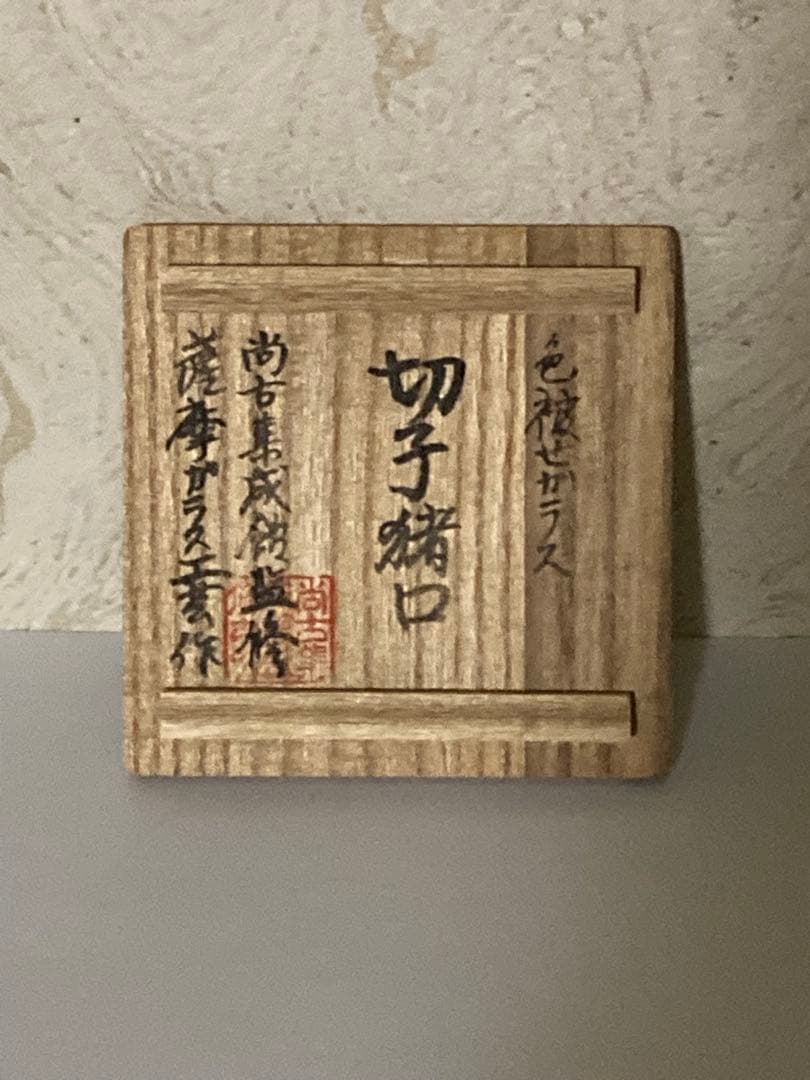 色被せガラス
切子猪口
尚古集成館監修
薩摩ガラス工芸作